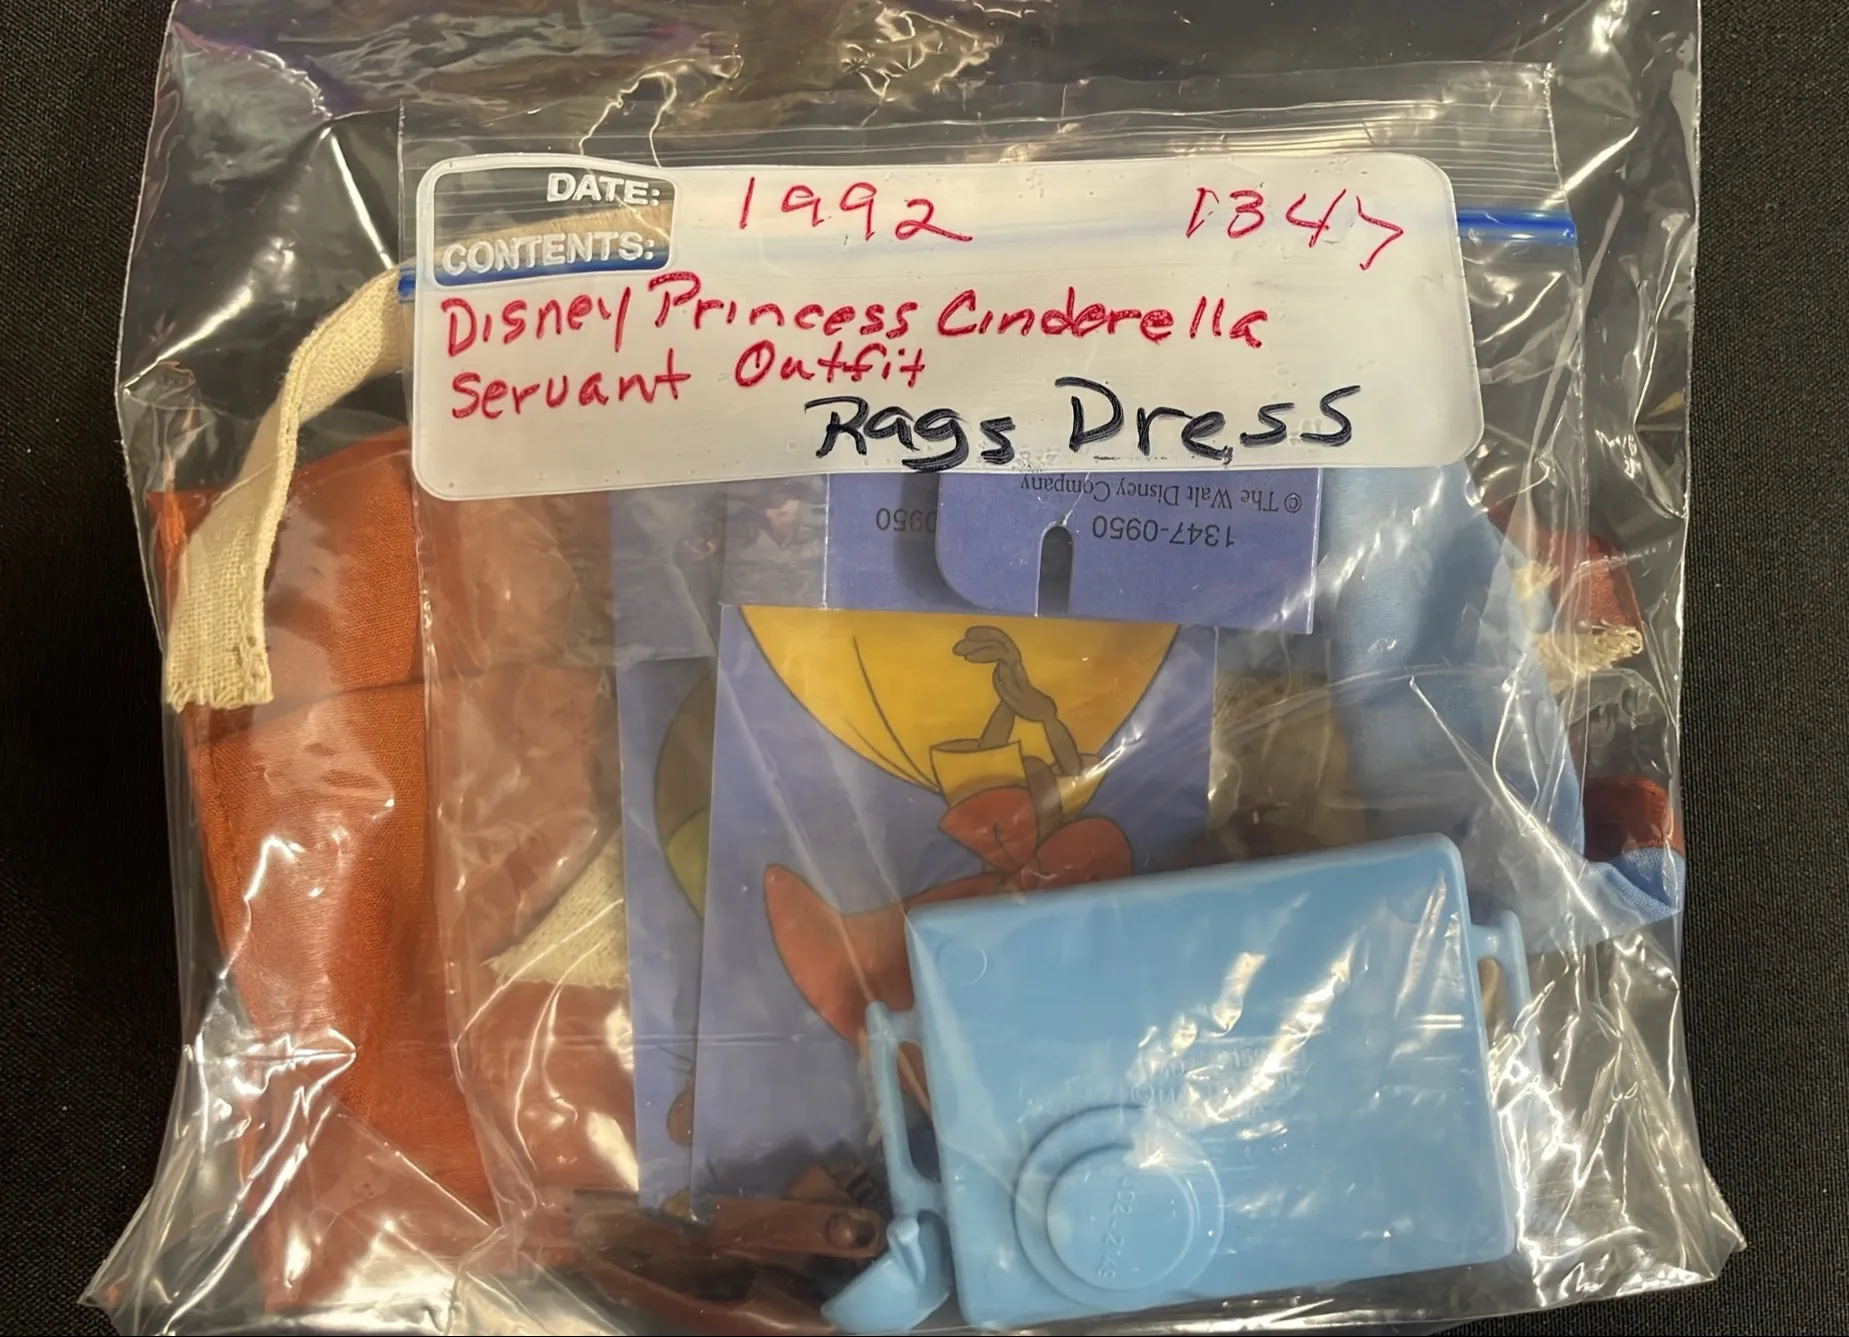 DATE: 1992 1347
CONTENTS:
Disney Princess Cinderella
Servant Outfit
Rags Dress
© The Walt Disney Company
1347-0950
0950